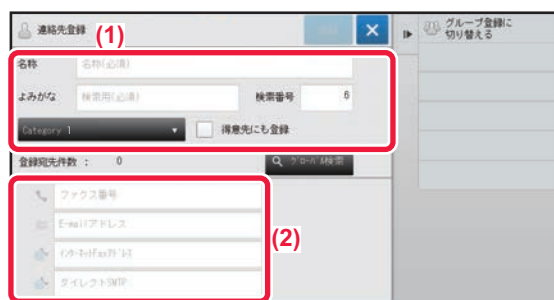 連絡先登録
(1)
グループ登録に
切り替える
名称
名称(必須)
よみがな
検索用(必須)
検索番号
6
Category 1
得意先にも登録
登録宛先件数 : 0
グローバル検索
ファクス番号
E-mailアドレス
インターネットFaxアドレス
ダイレクトSMTP
(2)